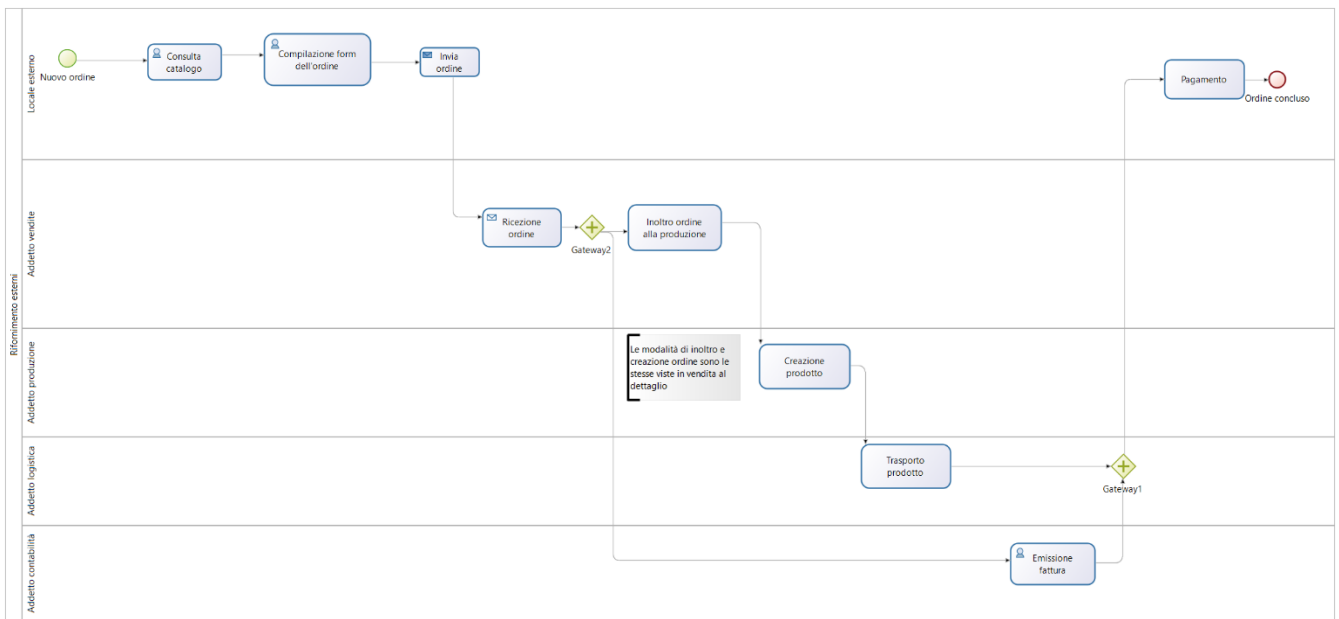 Rifornimento esterni
Locale esterno
Nuovo ordine
Consulta
catalogo
Compilazione form
dell'ordine
Invia
ordine
Pagamento
Ordine concluso
Addetto vendite
Ricezione
ordine
Gateway2
Inoltro ordine
alla produzione
Addetto produzione
Le modalità di inoltro e
creazione ordine sono le
stesse viste in vendita al
dettaglio
Creazione
prodotto
Addetto logistica
Trasporto
prodotto
Gateway1
Addetto contabilità
Emissione
fattura